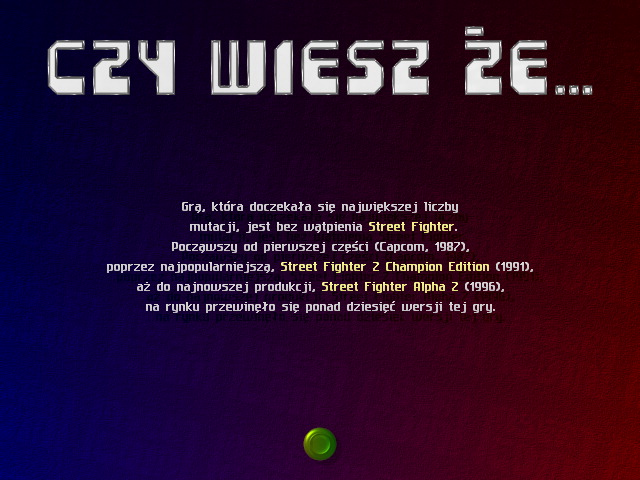 CZY WIESZ ŻE...
Grą, która doczekała się największej liczby
mutacji, jest bez wątpienia Street Fighter.
Począwszy od pierwszej części (Capcom, 1987),
poprzez najpopularniejszą, Street Fighter 2 Champion Edition (1991),
aż do najnowszej produkcji, Street Fighter Alpha 2 (1996),
na rynku przewinęło się ponad dziesięć wersji tej gry.